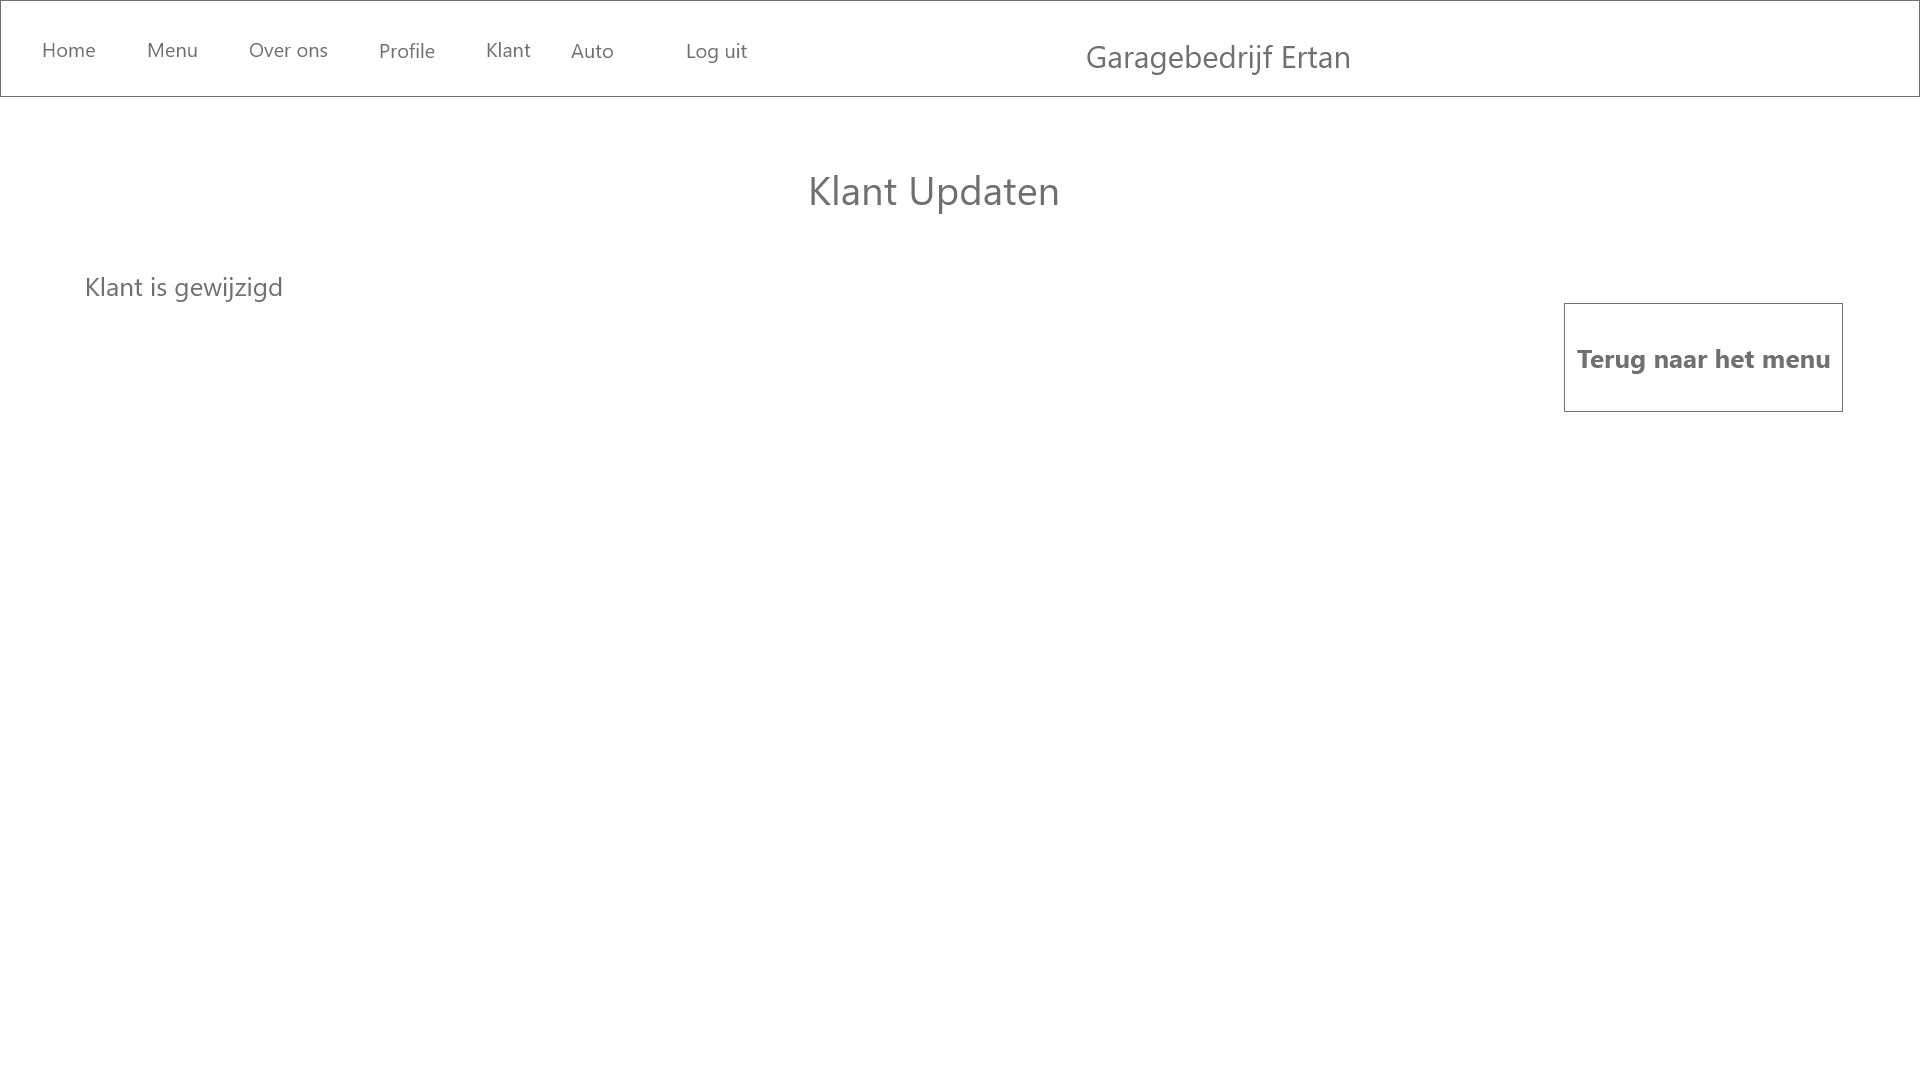 Home Menu Over ons Profile Klant Auto Log uit Garagebedrijf Ertan
Klant Updaten
Klant is gewijzigd
Terug naar het menu